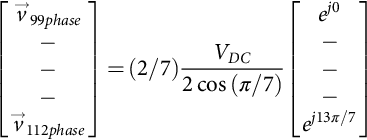 [ν⃗ 99phase − − − ν⃗ 112phase] = (2/7) V_DC / 2 cos (π/7) [e^{j0} − − − e^{j13π/7}]